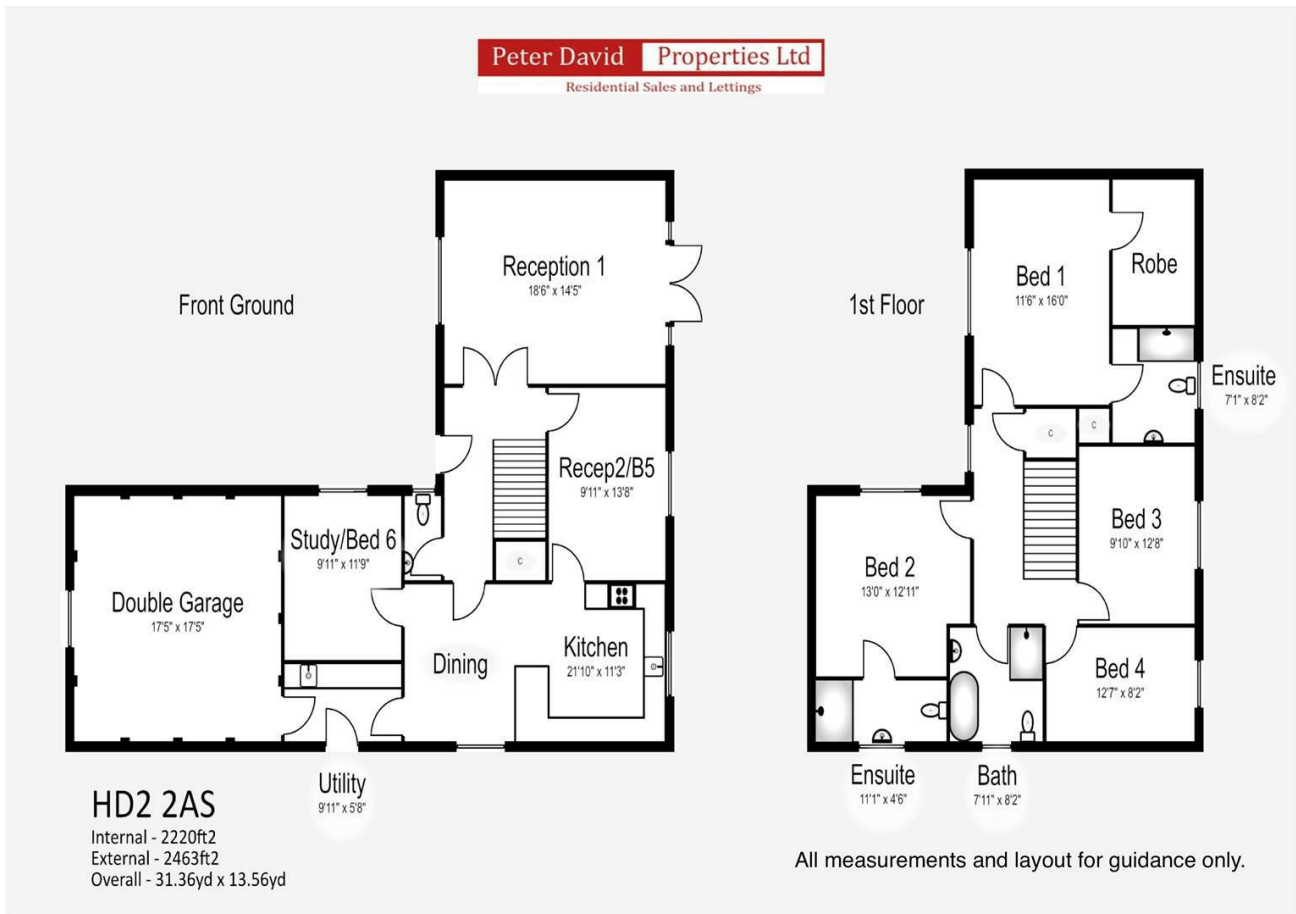 Peter David Properties Ltd
Residential Sales and Lettings
Front Ground
Reception 1
18'6" x 14'5"
Recep2/B5
9'11" x 13'8"
Study/Bed 6
9'11" x 11'9"
C
Double Garage
17'5" x 17'5"
Dining
Kitchen
21'10" x 11'3"
Utility
9'11" x 5'8"
1st Floor
Bed 1
11'6" x 16'0"
Robe
Ensuite
7'1" x 8'2"
C
C
Bed 3
9'10" x 12'8"
Bed 2
13'0" x 12'11"
Bed 4
12'7" x 8'2"
Ensuite
11'1" x 4'6"
Bath
7'11" x 8'2"
HD2 2AS
Internal - 2220ft2
External - 2463ft2
Overall - 31.36yd x 13.56yd
All measurements and layout for guidance only.